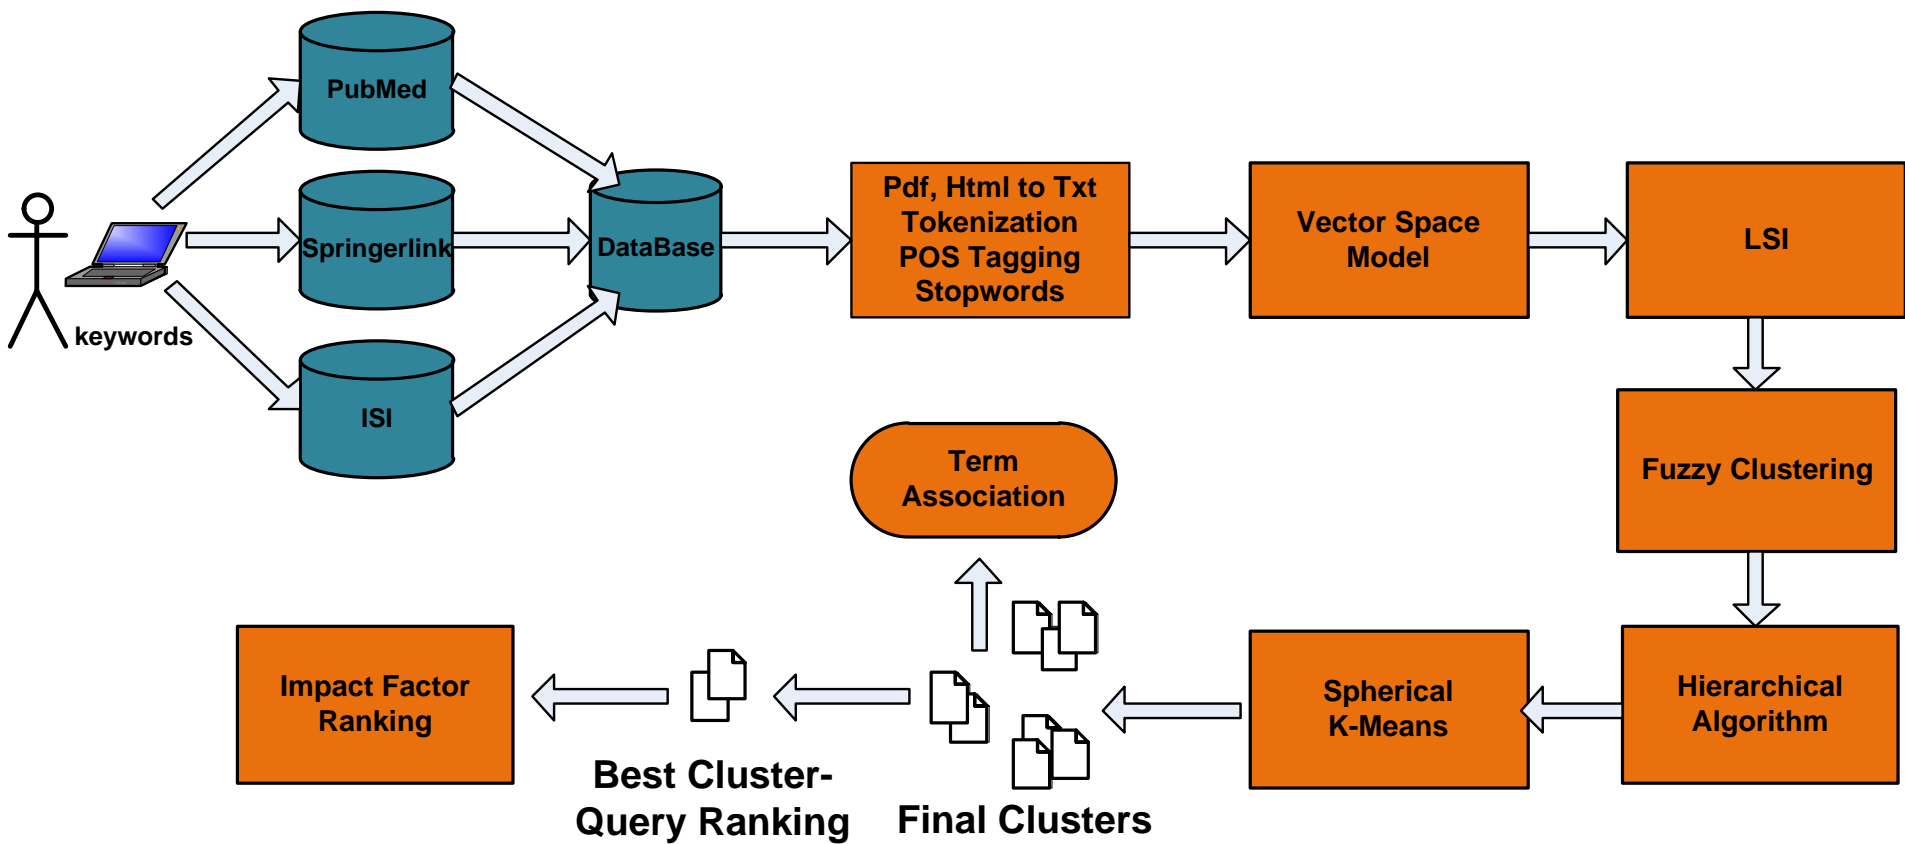 PubMed
Springerlink
ISI
keywords
DataBase
Pdf, Html to Txt
Tokenization
POS Tagging
Stopwords
Vector Space
Model
LSI
Fuzzy Clustering
Hierarchical
Algorithm
Spherical
K-Means
Term
Association
Final Clusters
Best Cluster-
Query Ranking
Impact Factor
Ranking